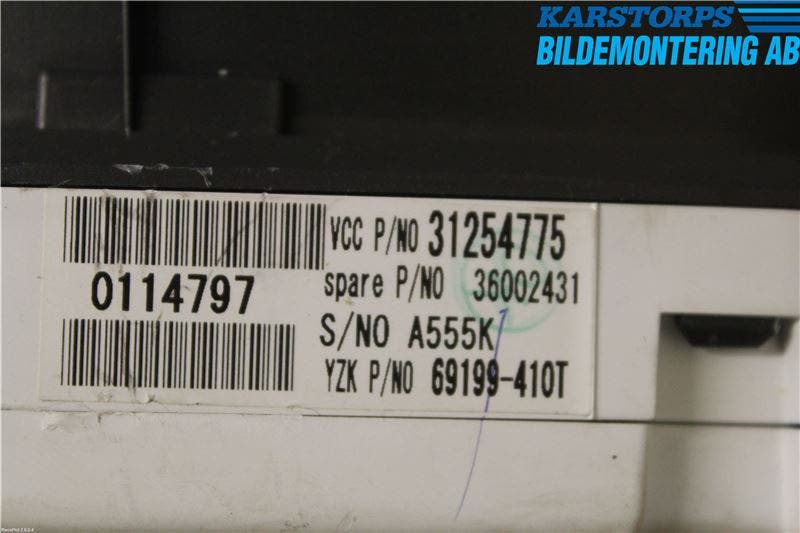 KARSTORPS
BILDEMONTERING AB
VCC P/NO 31254775
0114797
spare P/NO 36002431
S/NO A555K
YZK P/NO 69199-410T